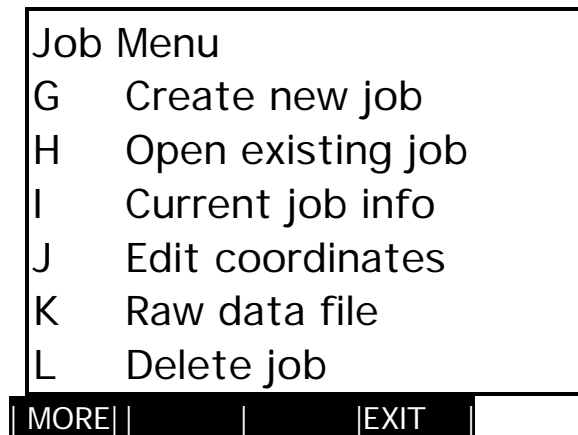 Job Menu
G Create new job
H Open existing job
I Current job info
J Edit coordinates
K Raw data file
L Delete job
| MORE| | | |EXIT |